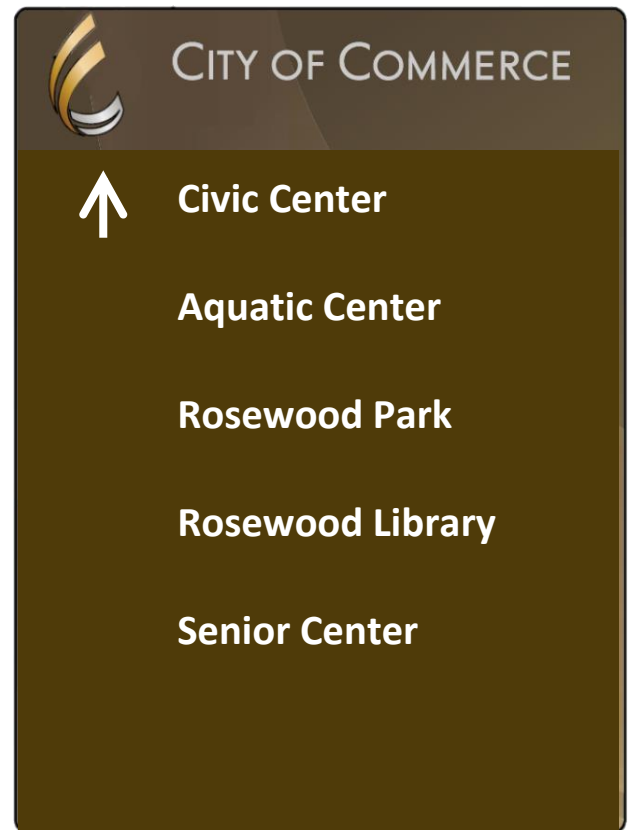 CITY OF COMMERCE
Civic Center
Aquatic Center
Rosewood Park
Rosewood Library
Senior Center